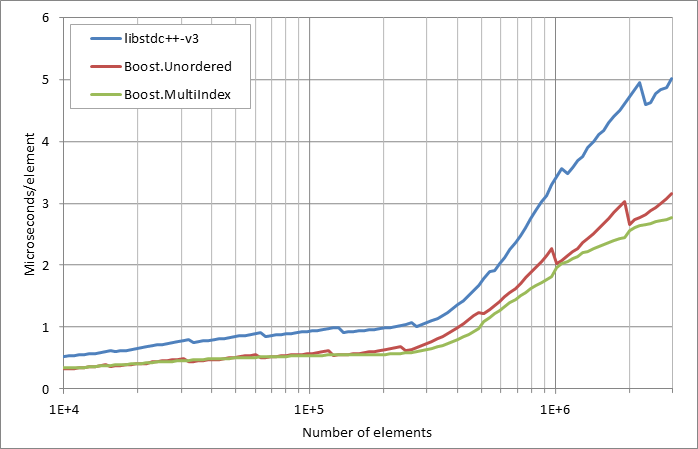 6
5
4
3
2
1
0
Microseconds/element
libstdc++-v3
Boost.Unordered
Boost.MultiIndex
1E+4
1E+5
1E+6
Number of elements